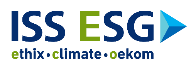 ISS ESG
ethix · climate · oekom